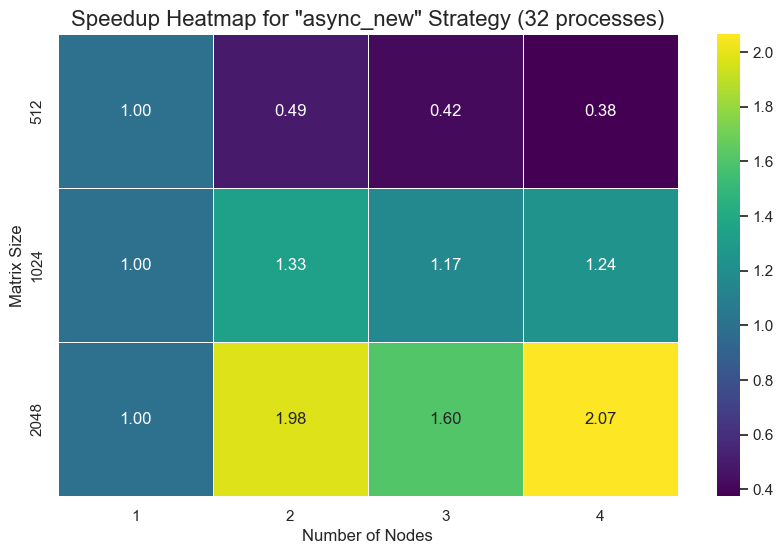 Speedup Heatmap for "async_new" Strategy (32 processes)
Matrix Size
512
1.00 0.49 0.42 0.38
1024
1.00 1.33 1.17 1.24
2048
1.00 1.98 1.60 2.07
1 2 3 4
Number of Nodes
2.0
1.8
1.6
1.4
1.2
1.0
0.8
0.6
0.4